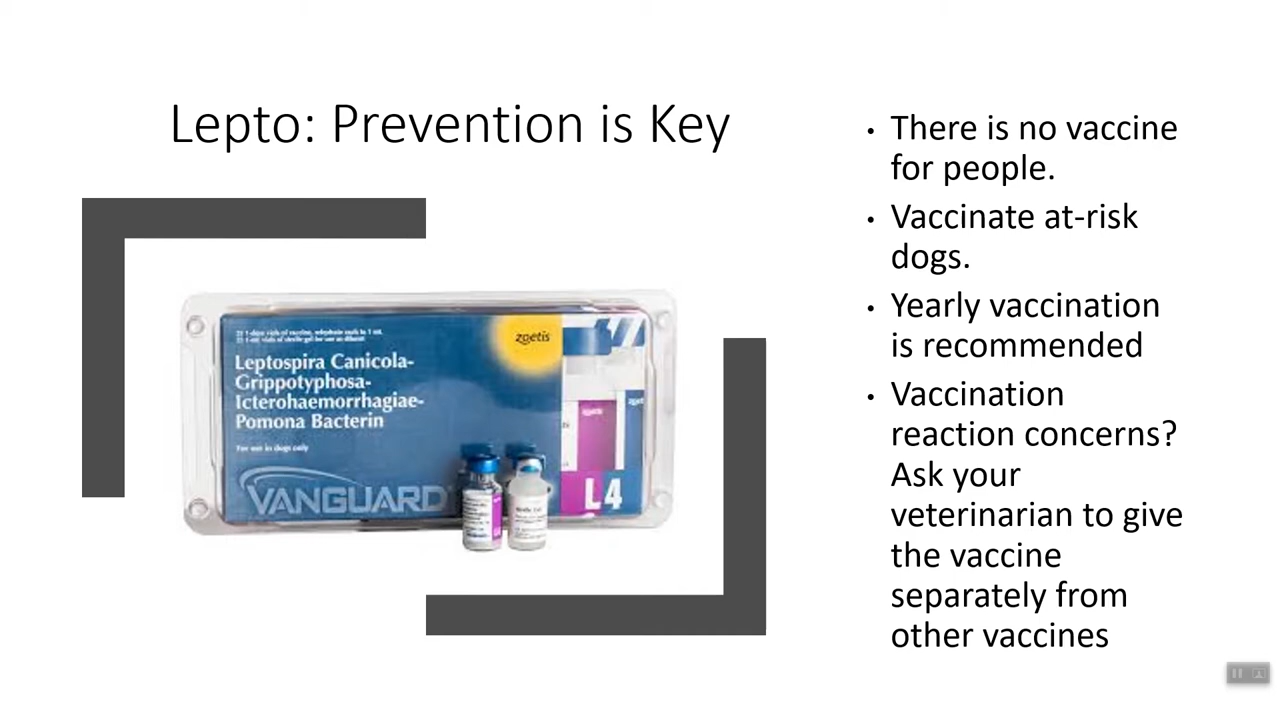 Lepto: Prevention is Key
zoetis
Leptospira Canicola-
Grippotyphosa-
Icterohaemorrhagiae-
Pomona Bacterin
For use in dogs only
VANGUARD
L4
• There is no vaccine
for people.
• Vaccinate at-risk
dogs.
• Yearly vaccination
is recommended
• Vaccination
reaction concerns?
Ask your
veterinarian to give
the vaccine
separately from
other vaccines